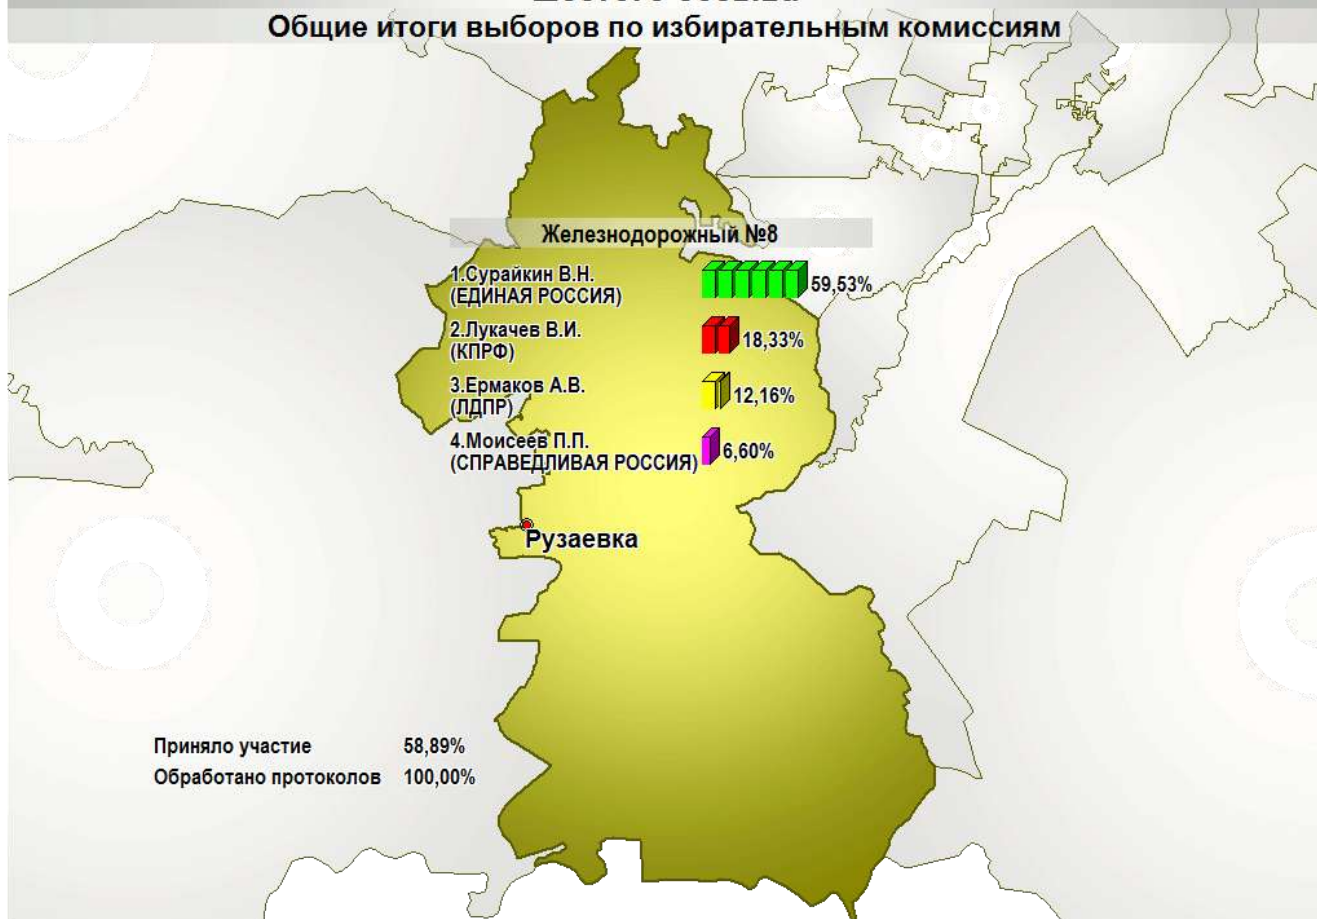 Общие итоги выборов по избирательным комиссиям
Железнодорожный №8
1.Сурайкин В.Н.
(ЕДИНАЯ РОССИЯ)
59,53%
2.Лукачев В.И.
(КПРФ)
18,33%
3.Ермаков А.В.
(ЛДПР)
12,16%
4.Моисеев П.П.
(СПРАВЕДЛИВАЯ РОССИЯ)
6,60%
Рузаевка
Приняло участие 58,89%
Обработано протоколов 100,00%